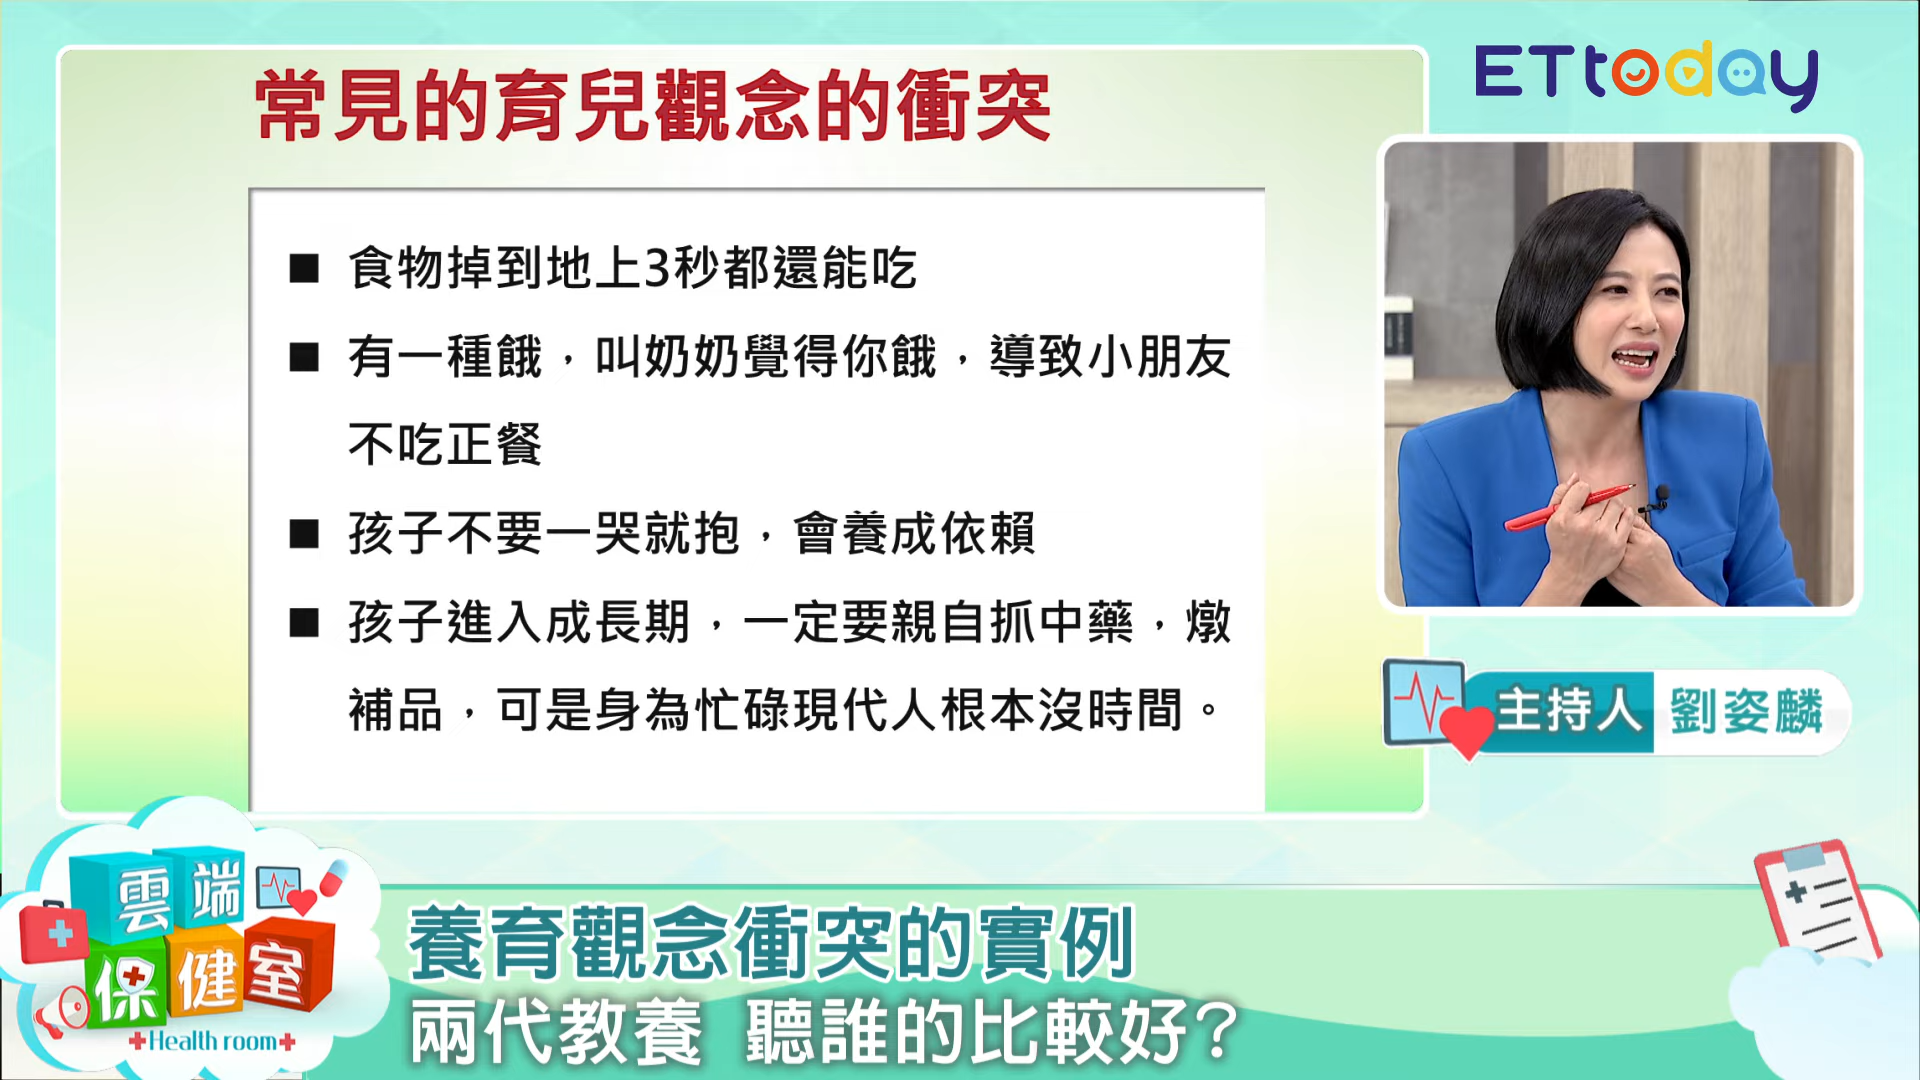 常見的育兒觀念的衝突
ETtoday
■ 食物掉到地上3秒都還能吃
■ 有一種餓，叫奶奶覺得你餓，導致小朋友
不吃正餐
■ 孩子不要一哭就抱，會養成依賴
■ 孩子進入成長期，一定要親自抓中藥，燉
補品，可是身為忙碌現代人根本沒時間。
主持人 劉姿麟
雲端
保健室
Health room
養育觀念衝突的實例
兩代教養 聽誰的比較好?